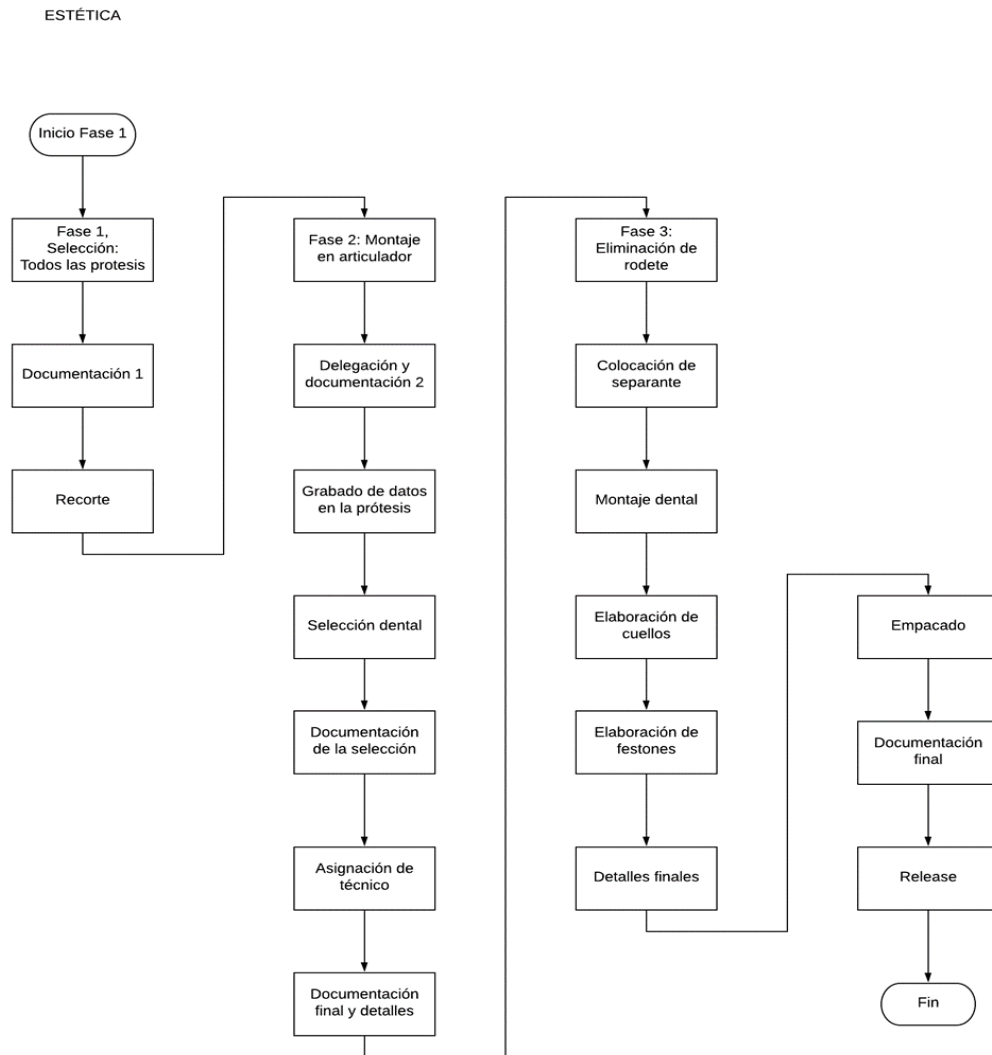 ESTÉTICA
Inicio Fase 1
Fase 1,
Selección:
Todos las protesis
Documentación 1
Recorte
Fase 2: Montaje
en articulador
Delegación y
documentación 2
Grabado de datos
en la prótesis
Selección dental
Documentación
de la selección
Asignación de
técnico
Documentación
final y detalles
Fase 3:
Eliminación de
rodete
Colocación de
separante
Montaje dental
Elaboración de
cuellos
Elaboración de
festones
Detalles finales
Empacado
Documentación
final
Release
Fin